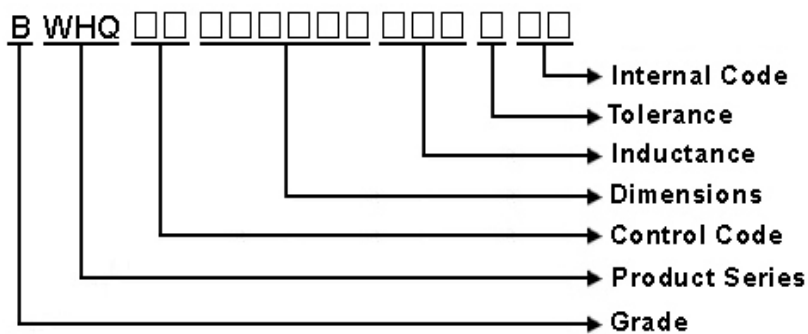 B WHQ □□ □□□□□□ □□□ □ □□
Internal Code
Tolerance
Inductance
Dimensions
Control Code
Product Series
Grade